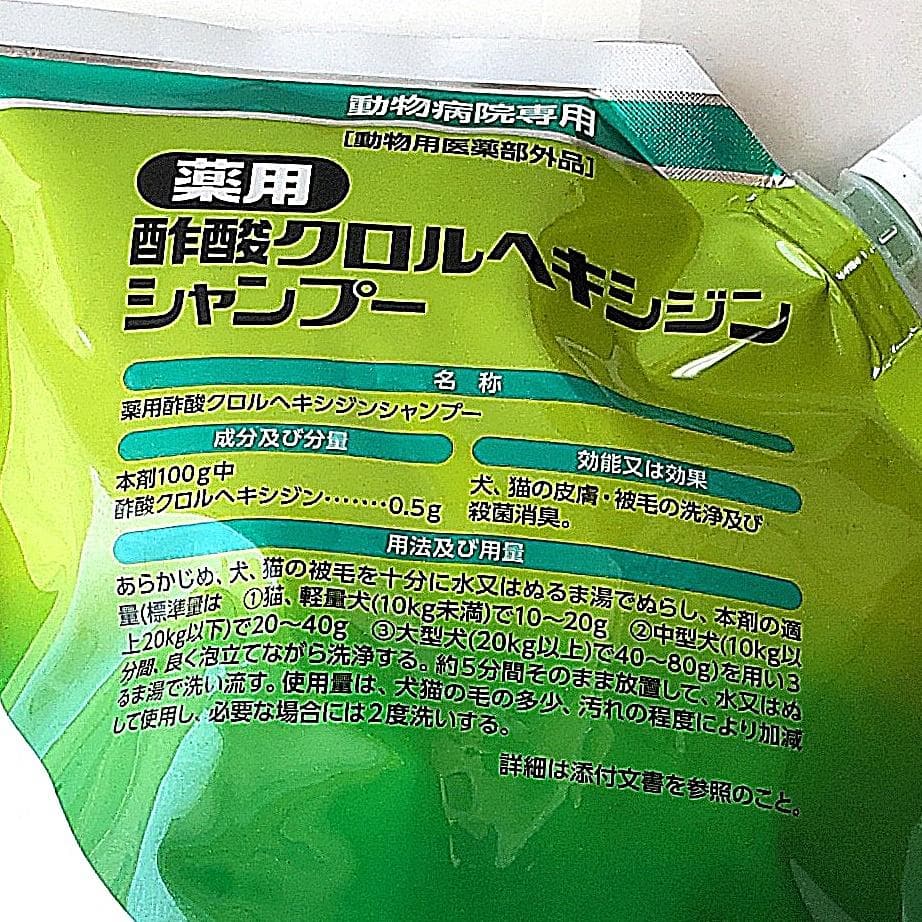 動物病院専用
[動物用医薬部外品]
薬用
酢酸クロルヘキシジン
シャンプー
名称
薬用酢酸クロルヘキシジンシャンプー
成分及び分量
本剤100g中
酢酸クロルヘキシジン‥‥‥‥0.5g
効能又は効果
犬、猫の皮膚・被毛の洗浄及び
殺菌消臭。
用法及び用量
あらかじめ、犬、猫の被毛を十分に水又はぬるま湯でぬらし、本剤の適
量(標準量は ①猫、軽量犬(10kg未満)で10〜20g ②中型犬(10kg以
上20kg以下)で20〜40g ③大型犬(20kg以上)で40〜80g)を用い3
分間、良く泡立てながら洗浄する。約5分間そのまま放置して、水又はぬ
るま湯で洗い流す。使用量は、犬猫の毛の多少、汚れの程度により加減
して使用し、必要な場合には2度洗いする。
詳細は添付文書を参照のこと。
1